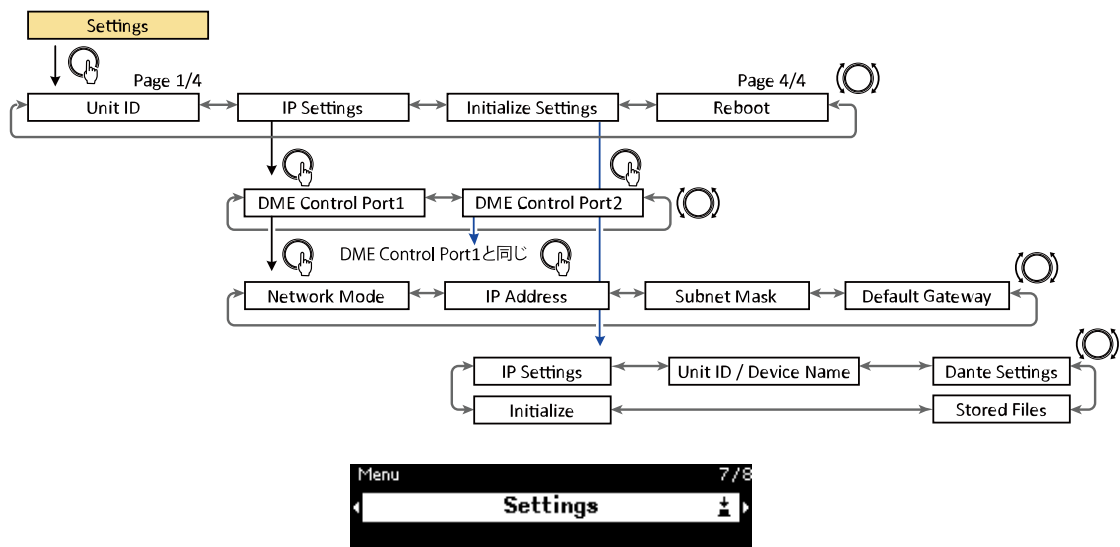 Settings
Page 1/4
Page 4/4
Unit ID
IP Settings
Initialize Settings
Reboot
DME Control Port1
DME Control Port2
DME Control Port1と同じ
Network Mode
IP Address
Subnet Mask
Default Gateway
IP Settings
Unit ID / Device Name
Dante Settings
Initialize
Stored Files
Menu
7/8
Settings